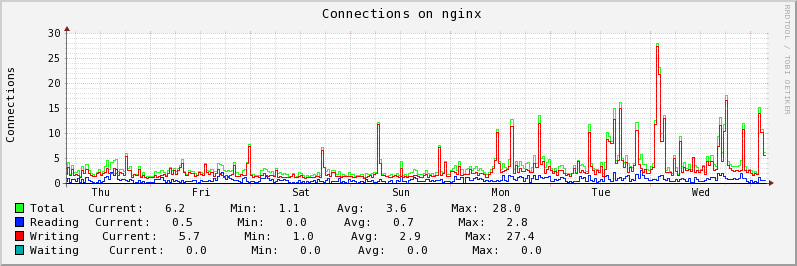 Connections on nginx
RRDTOOL / TOBI OETIKER
Connections
30
25
20
15
10
5
0
Thu Fri Sat Sun Mon Tue Wed
Total Current: 6.2 Min: 1.1 Avg: 3.6 Max: 28.0
Reading Current: 0.5 Min: 0.0 Avg: 0.7 Max: 2.8
Writing Current: 5.7 Min: 1.0 Avg: 2.9 Max: 27.4
Waiting Current: 0.0 Min: 0.0 Avg: 0.0 Max: 0.0